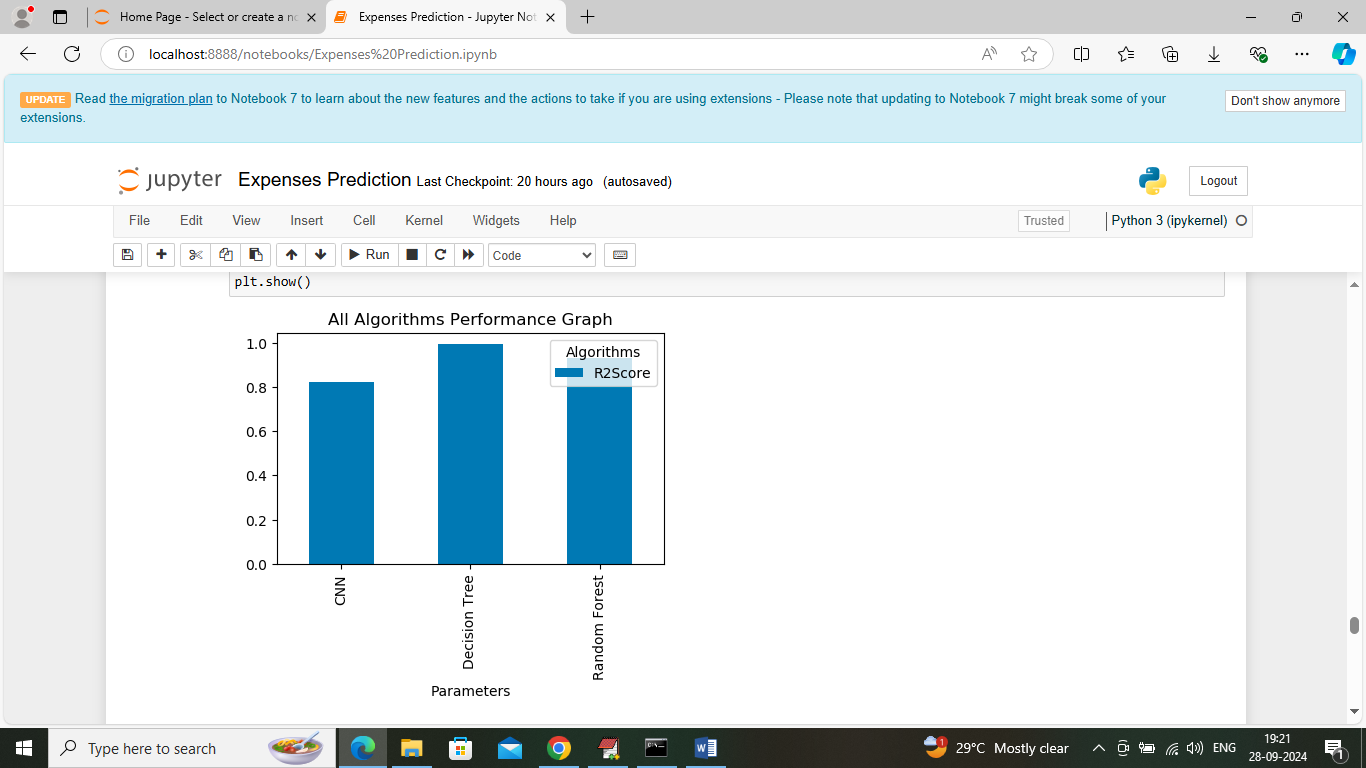 Home Page - Select or create a no
Expenses Prediction - Jupyter Not
localhost:8888/notebooks/Expenses%20Prediction.ipynb
UPDATE Read the migration plan to Notebook 7 to learn about the new features and the actions to take if you are using extensions - Please note that updating to Notebook 7 might break some of your
extensions.
Don't show anymore
jupyter Expenses Prediction Last Checkpoint: 20 hours ago (autosaved)
Logout
File Edit View Insert Cell Kernel Widgets Help
Trusted
Python 3 (ipykernel)
Run
Code
plt.show()
All Algorithms Performance Graph
Algorithms
R2Score
1.0
0.8
0.6
0.4
0.2
0.0
CNN
Decision Tree
Random Forest
Parameters
Type here to search
1
29°C Mostly clear
ENG
19:21
28-09-2024
1